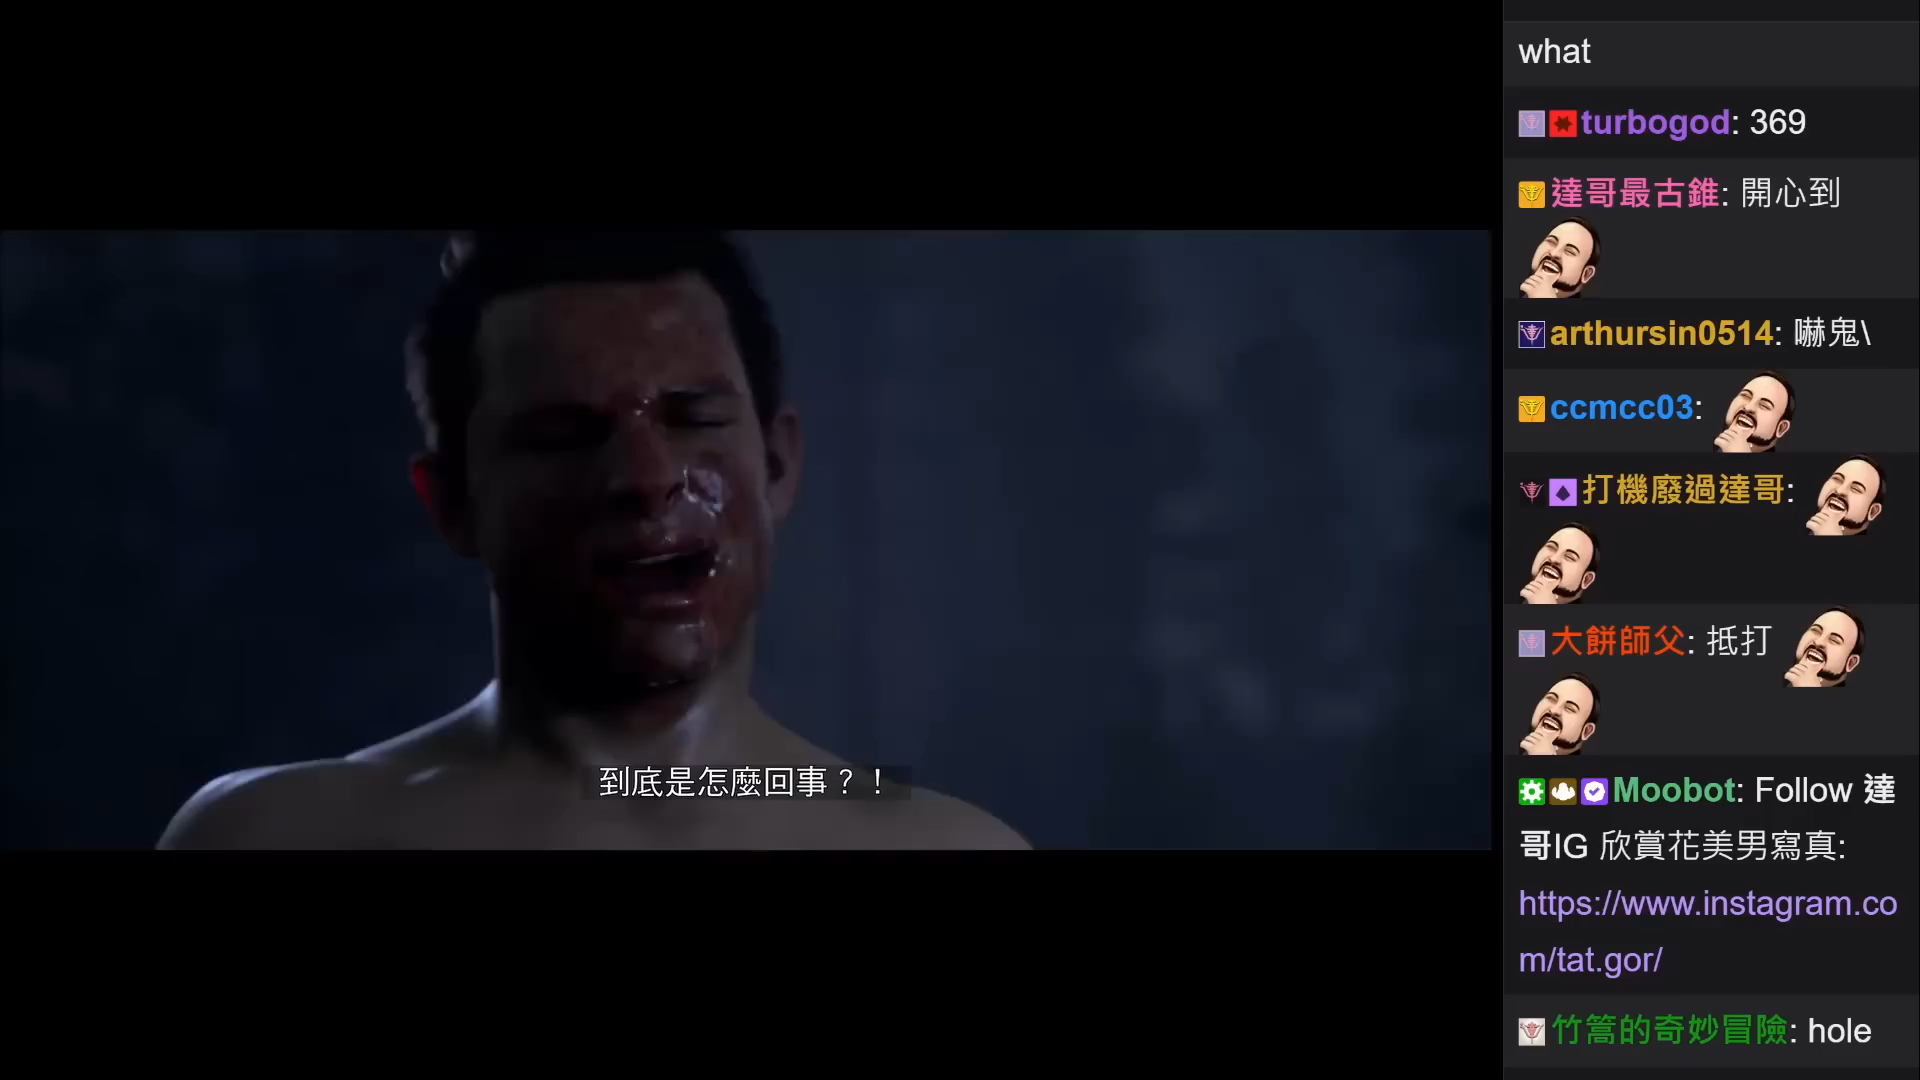 到底是怎麼回事？！
what
turbogod: 369
達哥最古錐: 開心到
arthursin0514: 嚇鬼\
ccmcc03:
打機廢過達哥:
大餅師父: 抵打
Moobot: Follow 達
哥IG 欣賞花美男寫真:
https://www.instagram.co
m/tat.gor/
竹篙的奇妙冒險: hole